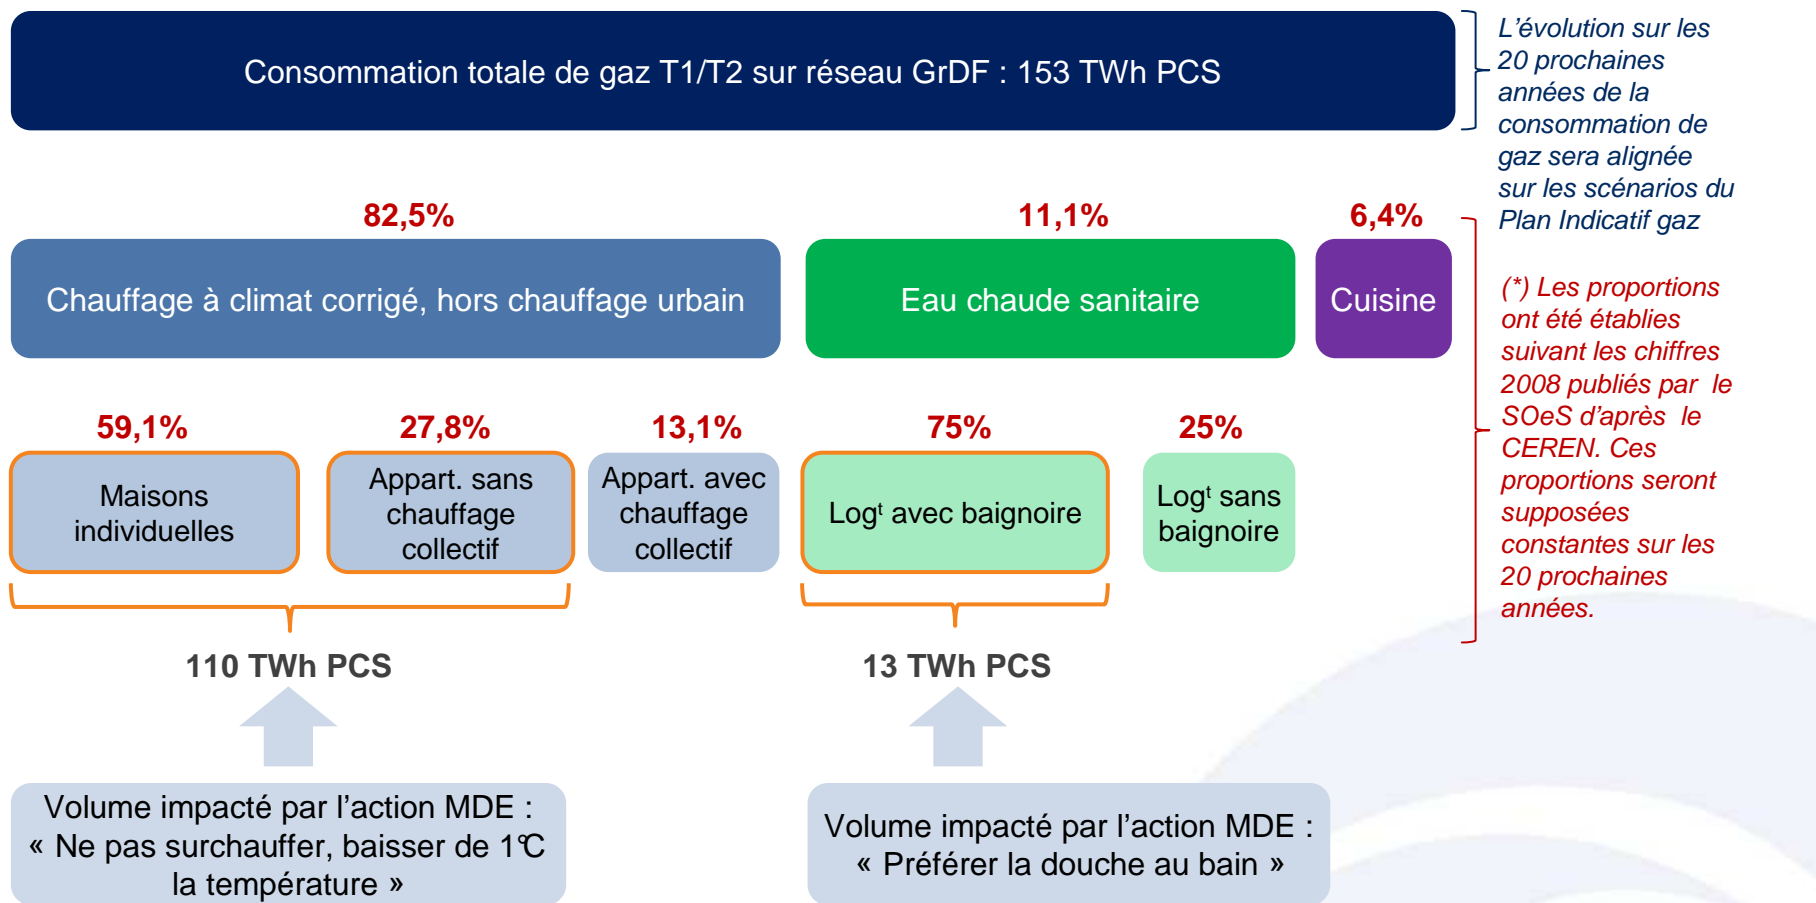 Consommation totale de gaz T1/T2 sur réseau GrDF : 153 TWh PCS
L’évolution sur les
20 prochaines
années de la
consommation de
gaz sera alignée
sur les scénarios du
Plan Indicatif gaz
82,5%
11,1%
6,4%
Chauffage à climat corrigé, hors chauffage urbain
Eau chaude sanitaire
Cuisine
(*) Les proportions
ont été établies
suivant les chiffres
2008 publiés par le
SOeS d’après le
CEREN. Ces
proportions seront
supposées
constantes sur les
20 prochaines
années.
59,1%
27,8%
13,1%
75%
25%
Maisons
individuelles
Appart. sans
chauffage
collectif
Appart. avec
chauffage
collectif
Logᵗ avec baignoire
Logᵗ sans
baignoire
110 TWh PCS
13 TWh PCS
Volume impacté par l’action MDE :
« Ne pas surchauffer, baisser de 1°C
la température »
Volume impacté par l’action MDE :
« Préférer la douche au bain »